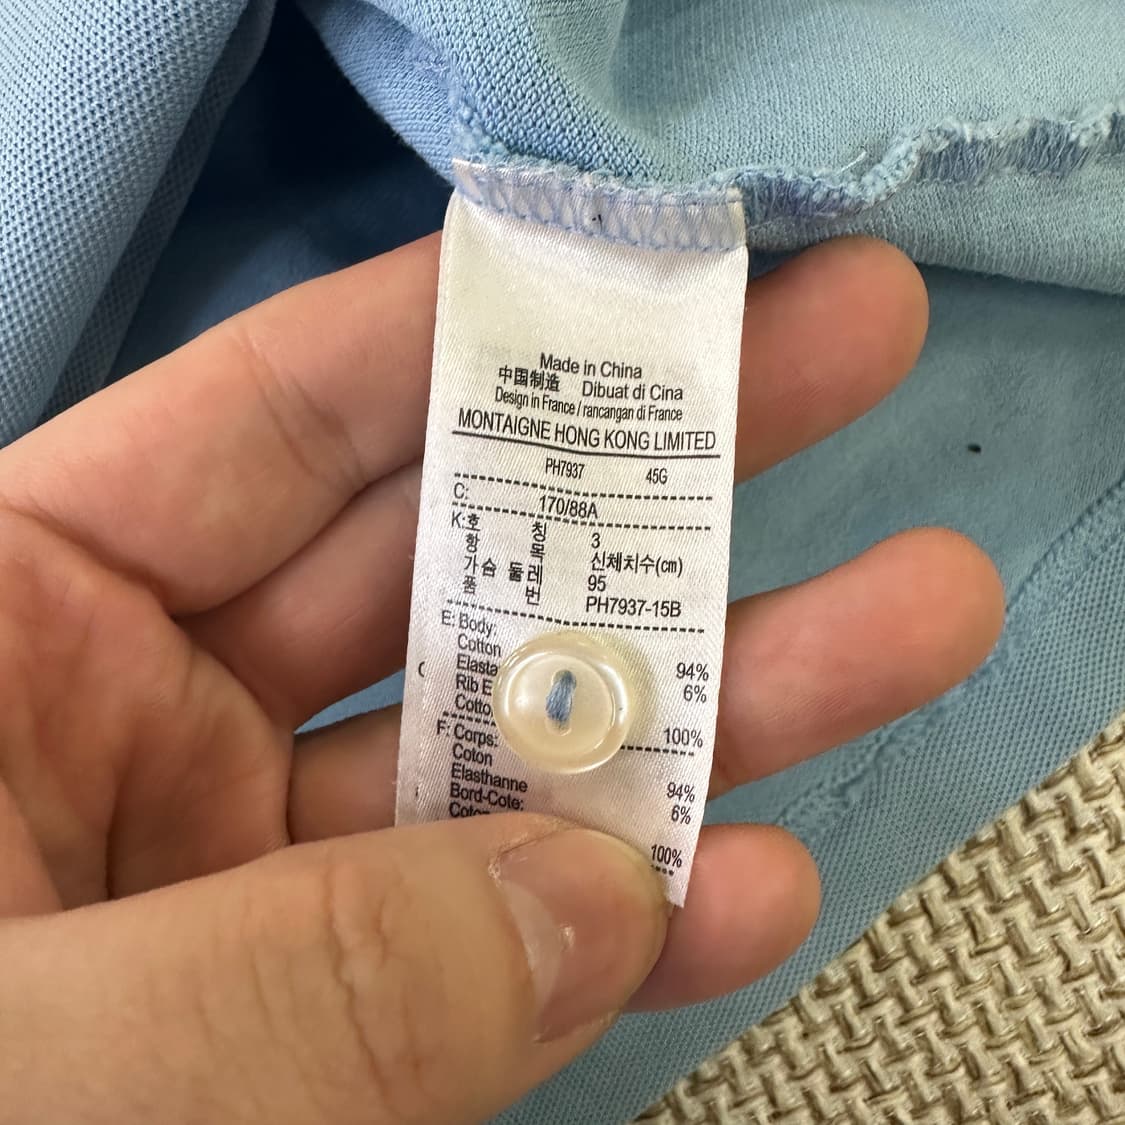 Made in China
中国制造 Dibuat di Cina
Design in France / rancangan di France
MONTAIGNE HONG KONG LIMITED
PH7937 45G
C: 170/88A
K:호 칭 3
항 목 신체치수(cm)
가슴 둘레 95
품 번 PH7937-15B
E: Body:
Cotton 94%
6%
Rib
100%
F: Corps:
Coton 94%
Elasthanne 6%
Bord-Cote:
100%